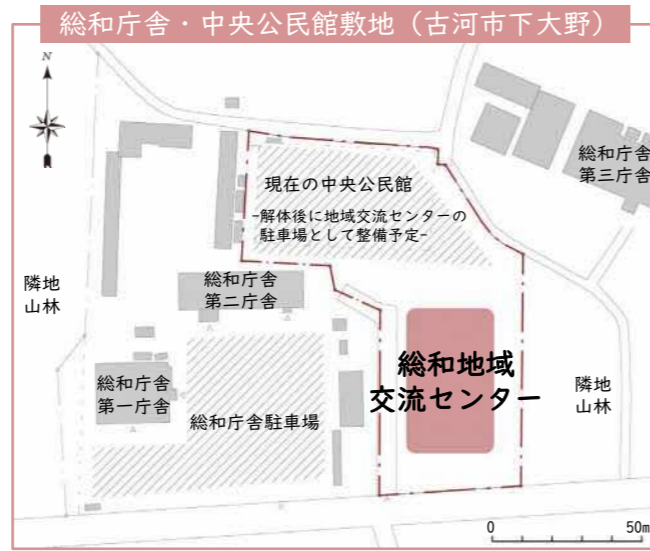 総和庁舎・中央公民館敷地（古河市下大野）
N
総和庁舎
第三庁舎
現在の中央公民館
-解体後に地域交流センターの
駐車場として整備予定-
隣地
山林
総和庁舎
第二庁舎
総和地域
交流センター
総和庁舎
第一庁舎
隣地
山林
総和庁舎駐車場
0
50m